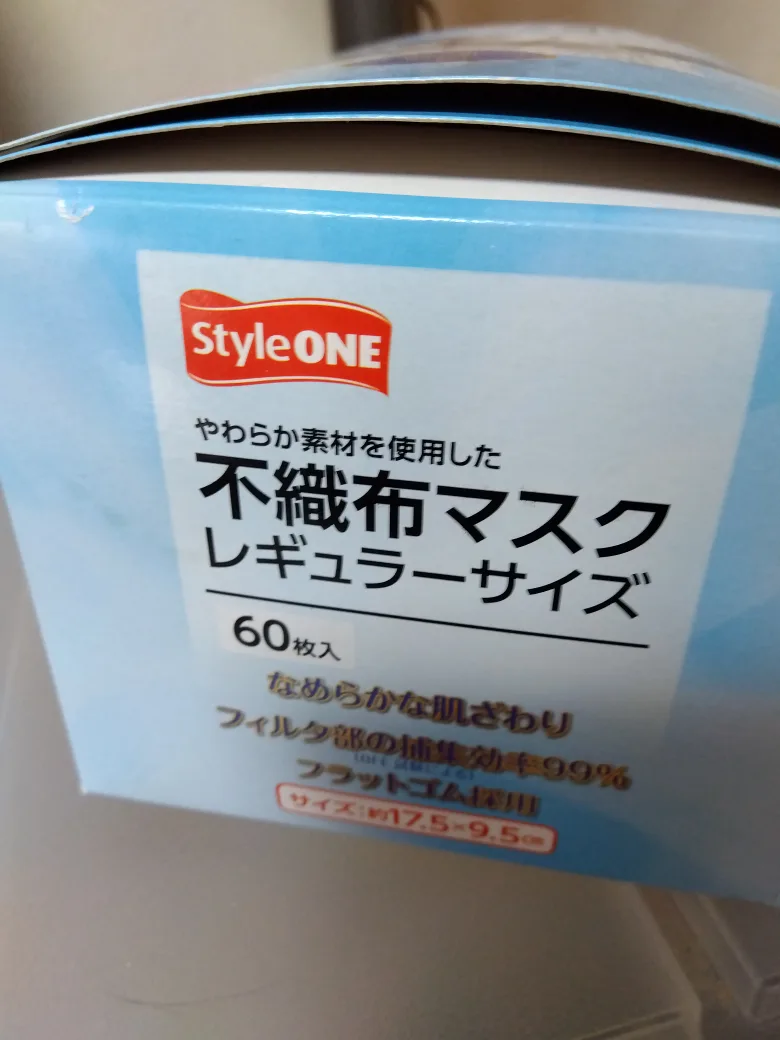 StyleONE
やわらか素材を使用した
不織布マスク
レギュラーサイズ
60枚入
なめらかな肌ざわり
フィルタ部の捕集効率99%
フラットゴム採用
サイズ:約17.5×9.5cm